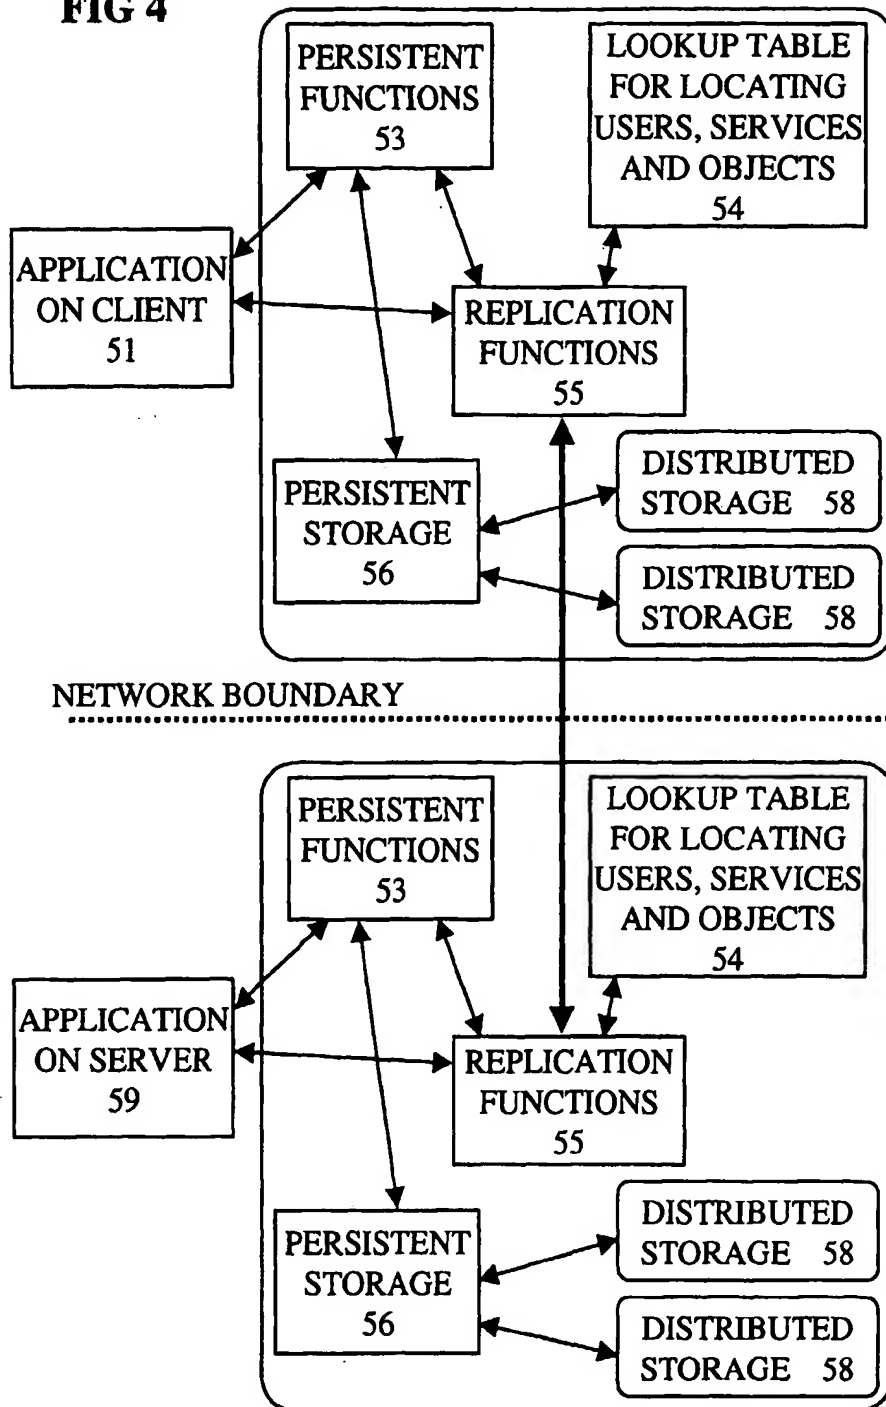 FIG 4
PERSISTENT
FUNCTIONS
53
LOOKUP TABLE
FOR LOCATING
USERS, SERVICES
AND OBJECTS
54
APPLICATION
ON CLIENT
51
REPLICATION
FUNCTIONS
55
PERSISTENT
STORAGE
56
DISTRIBUTED
STORAGE 58
DISTRIBUTED
STORAGE 58
NETWORK BOUNDARY
PERSISTENT
FUNCTIONS
53
LOOKUP TABLE
FOR LOCATING
USERS, SERVICES
AND OBJECTS
54
APPLICATION
ON SERVER
59
REPLICATION
FUNCTIONS
55
PERSISTENT
STORAGE
56
DISTRIBUTED
STORAGE 58
DISTRIBUTED
STORAGE 58